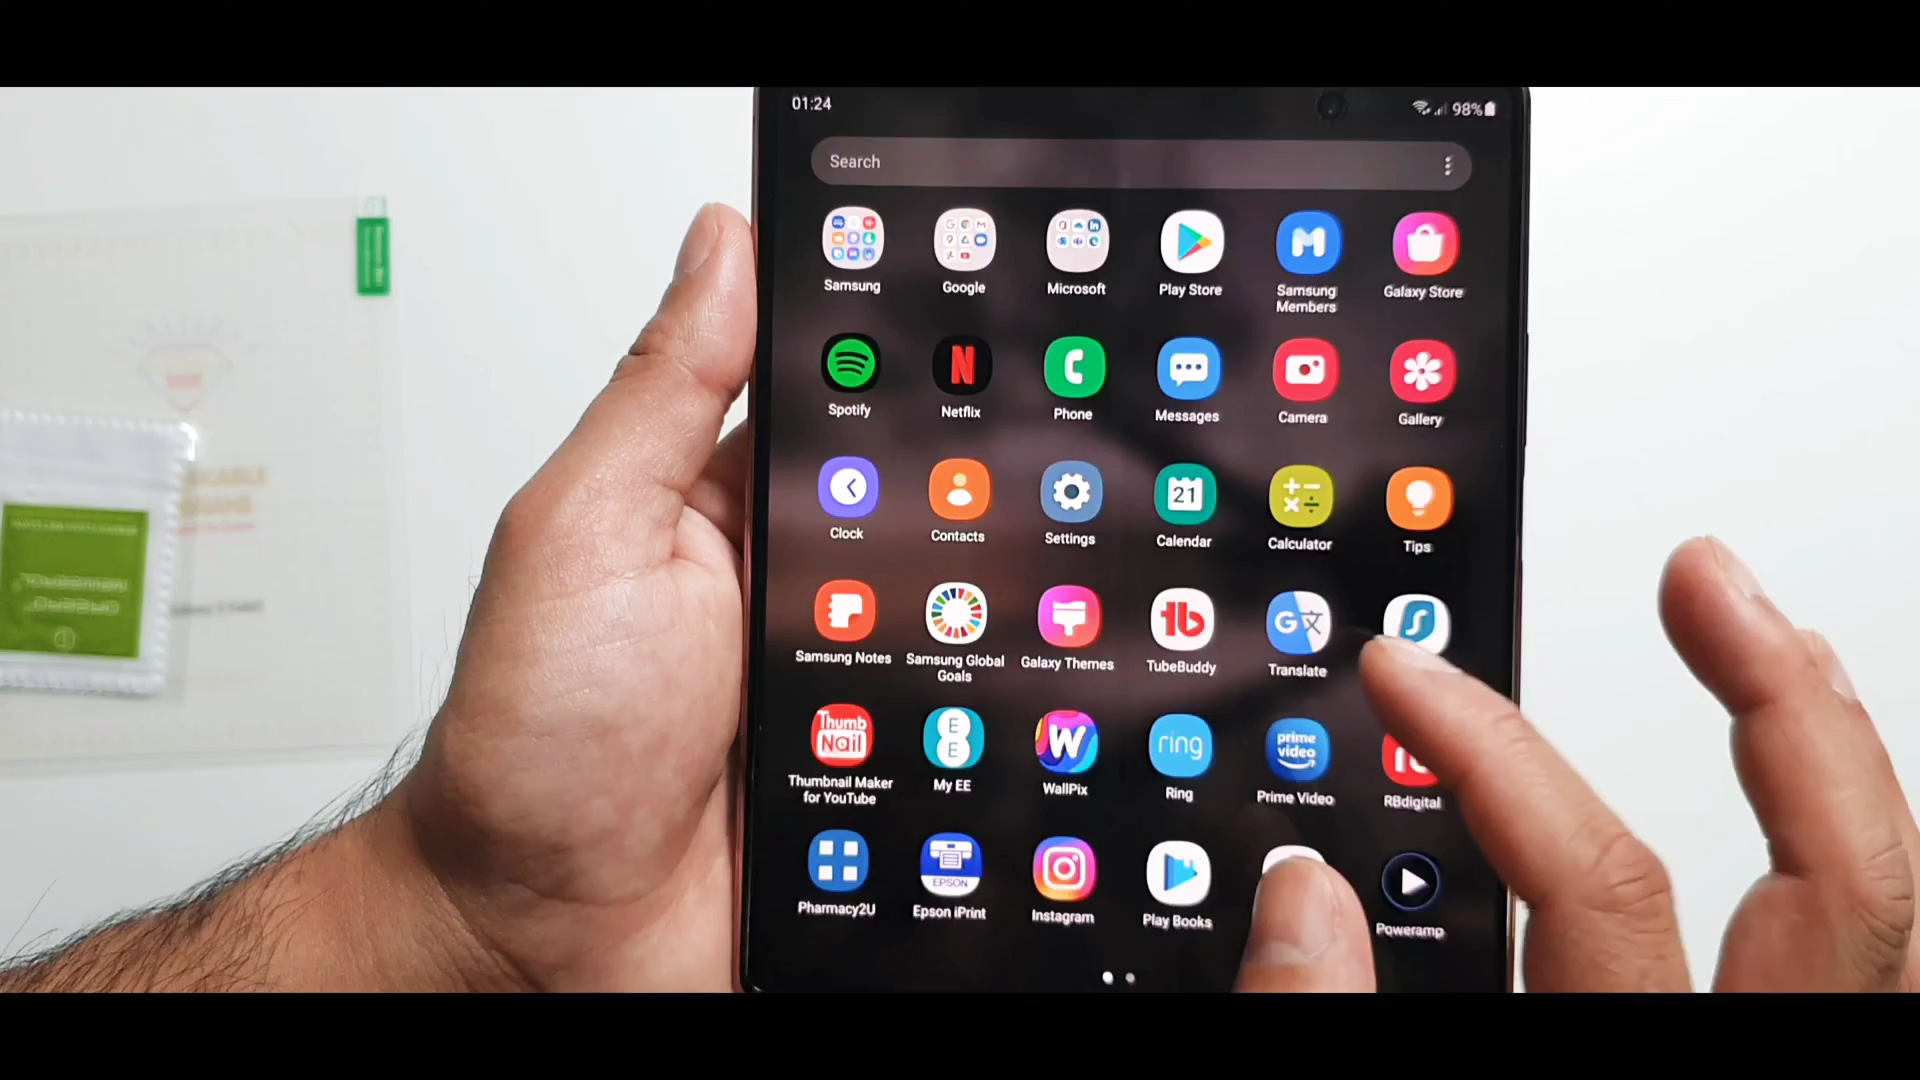 01:24
98%
Search
Samsung
Google
Microsoft
Play Store
Samsung
Members
Galaxy Store
Spotify
Netflix
Phone
Messages
Camera
Gallery
21
Clock
Contacts
Settings
Calendar
Calculator
Tips
tb
G文
Samsung Notes
Samsung Global
Goals
Galaxy Themes
TubeBuddy
Translate
Thumb
Nail
E
E
W
ring
prime
video
Thumbnail Maker
for YouTube
My EE
WallPix
Ring
Prime Video
RBdigital
EPSON
Pharmacy2U
Epson iPrint
Instagram
Play Books
Poweramp